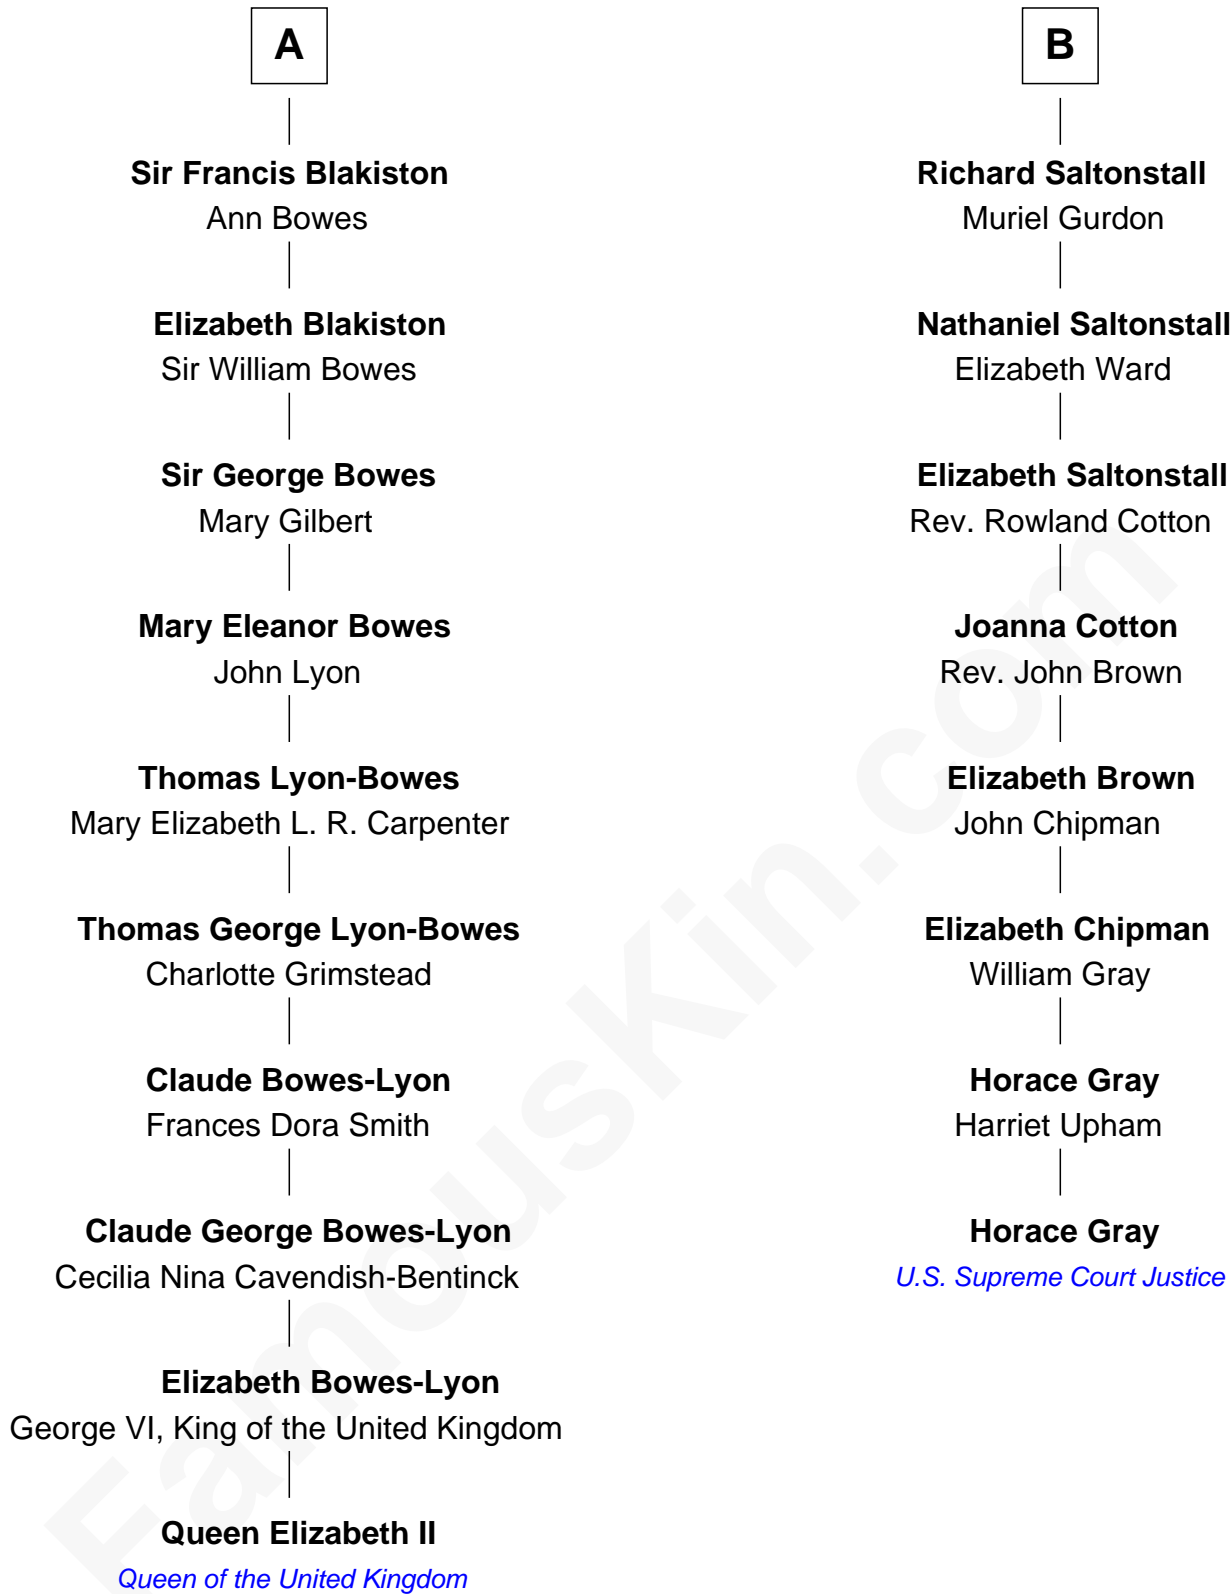 A
Sir Francis Blakiston
Ann Bowes
Elizabeth Blakiston
Sir William Bowes
Sir George Bowes
Mary Gilbert
Mary Eleanor Bowes
John Lyon
Thomas Lyon-Bowes
Mary Elizabeth L. R. Carpenter
Thomas George Lyon-Bowes
Charlotte Grimstead
Claude Bowes-Lyon
Frances Dora Smith
Claude George Bowes-Lyon
Cecilia Nina Cavendish-Bentinck
Elizabeth Bowes-Lyon
George VI, King of the United Kingdom
Queen Elizabeth II
Queen of the United Kingdom
B
Richard Saltonstall
Muriel Gurdon
Nathaniel Saltonstall
Elizabeth Ward
Elizabeth Saltonstall
Rev. Rowland Cotton
Joanna Cotton
Rev. John Brown
Elizabeth Brown
John Chipman
Elizabeth Chipman
William Gray
Horace Gray
Harriet Upham
Horace Gray
U.S. Supreme Court Justice
FamousKin.com